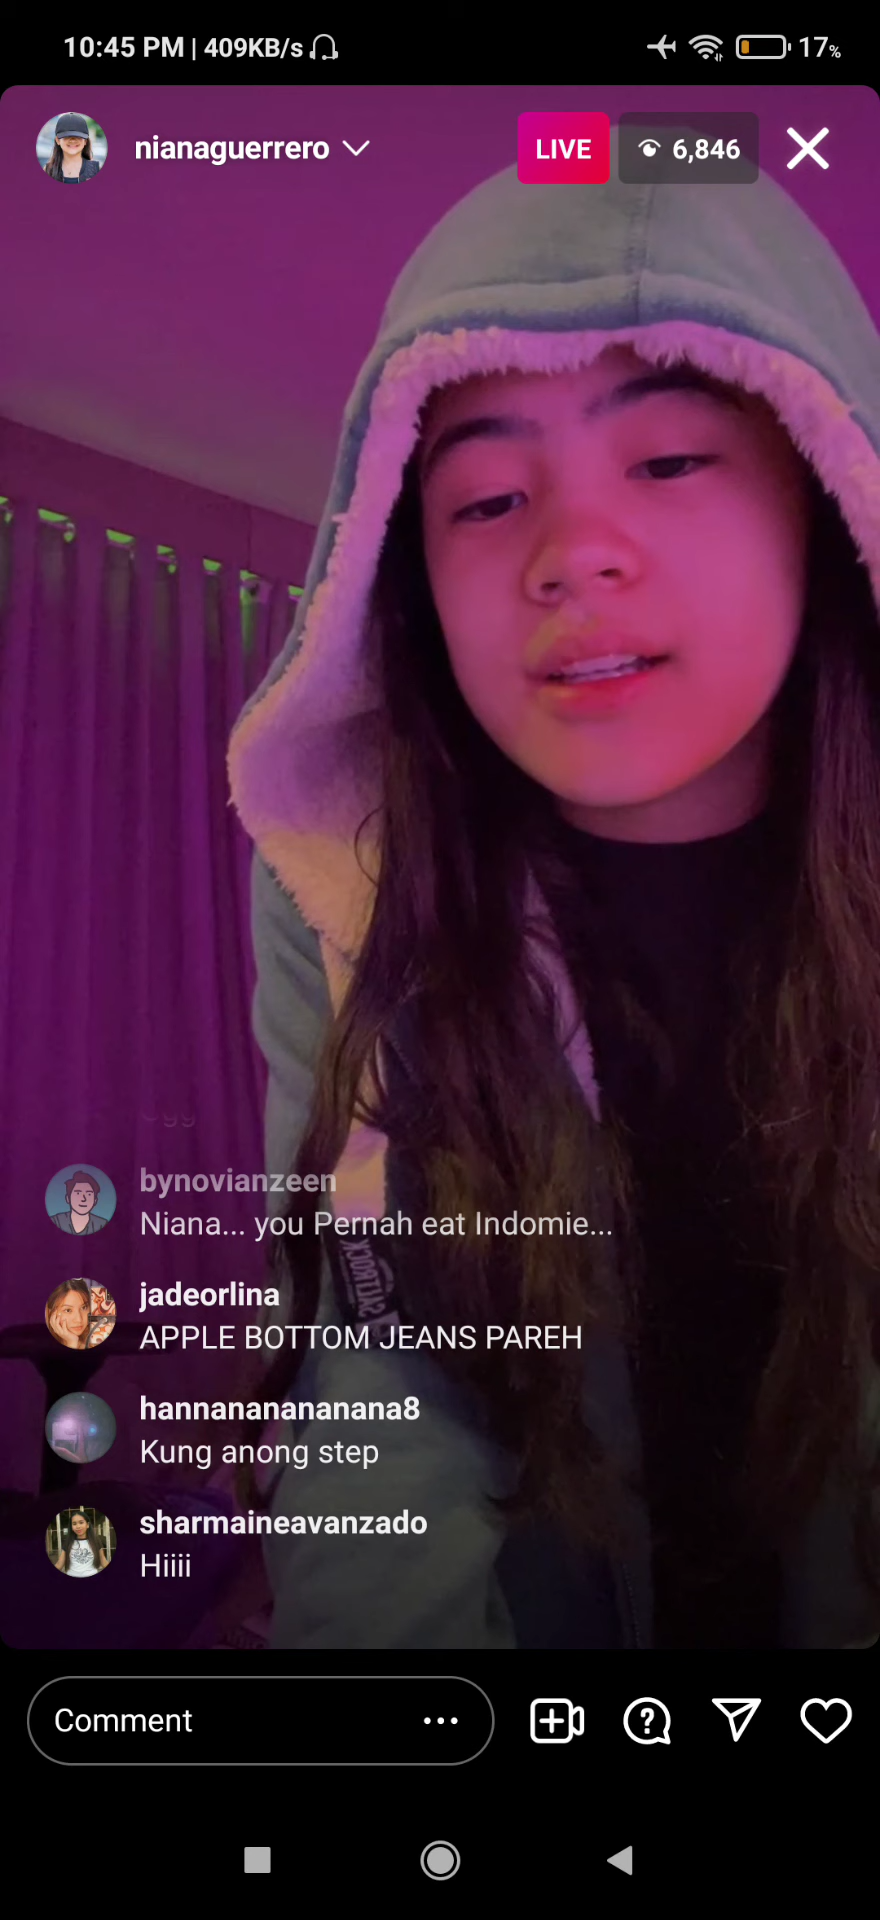 10:45 PM | 409KB/s 17%
nianaguerrero LIVE 6,846
bynovianzeen
Niana... you Pernah eat Indomie...
jadeorlina
APPLE BOTTOM JEANS PAREH
hannanananananana8
Kung anong step
sharmaineavanzado
Hiiii
Comment